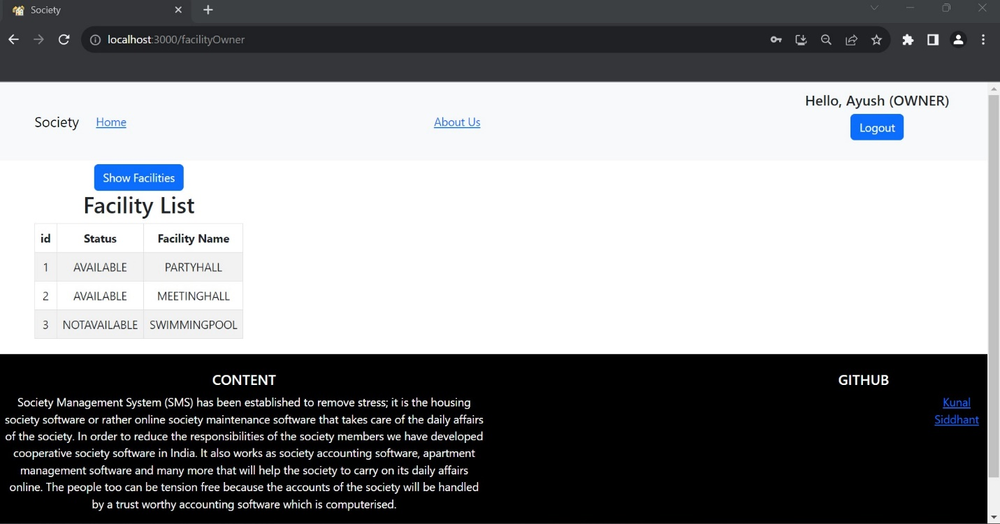 Society
localhost:3000/facilityOwner
Hello, Ayush (OWNER)
Society Home About Us
Logout
Show Facilities
Facility List
id Status Facility Name
1 AVAILABLE PARTYHALL
2 AVAILABLE MEETINGHALL
3 NOTAVAILABLE SWIMMINGPOOL
CONTENT
Society Management System (SMS) has been established to remove stress; it is the housing
society software or rather online society maintenance software that takes care of the daily affairs
of the society. In order to reduce the responsibilities of the society members we have developed
cooperative society software in India. It also works as society accounting software, apartment
management software and many more that will help the society to carry on its daily affairs
online. The people too can be tension free because the accounts of the society will be handled
by a trust worthy accounting software which is computerised.
GITHUB
Kunal
Siddhant